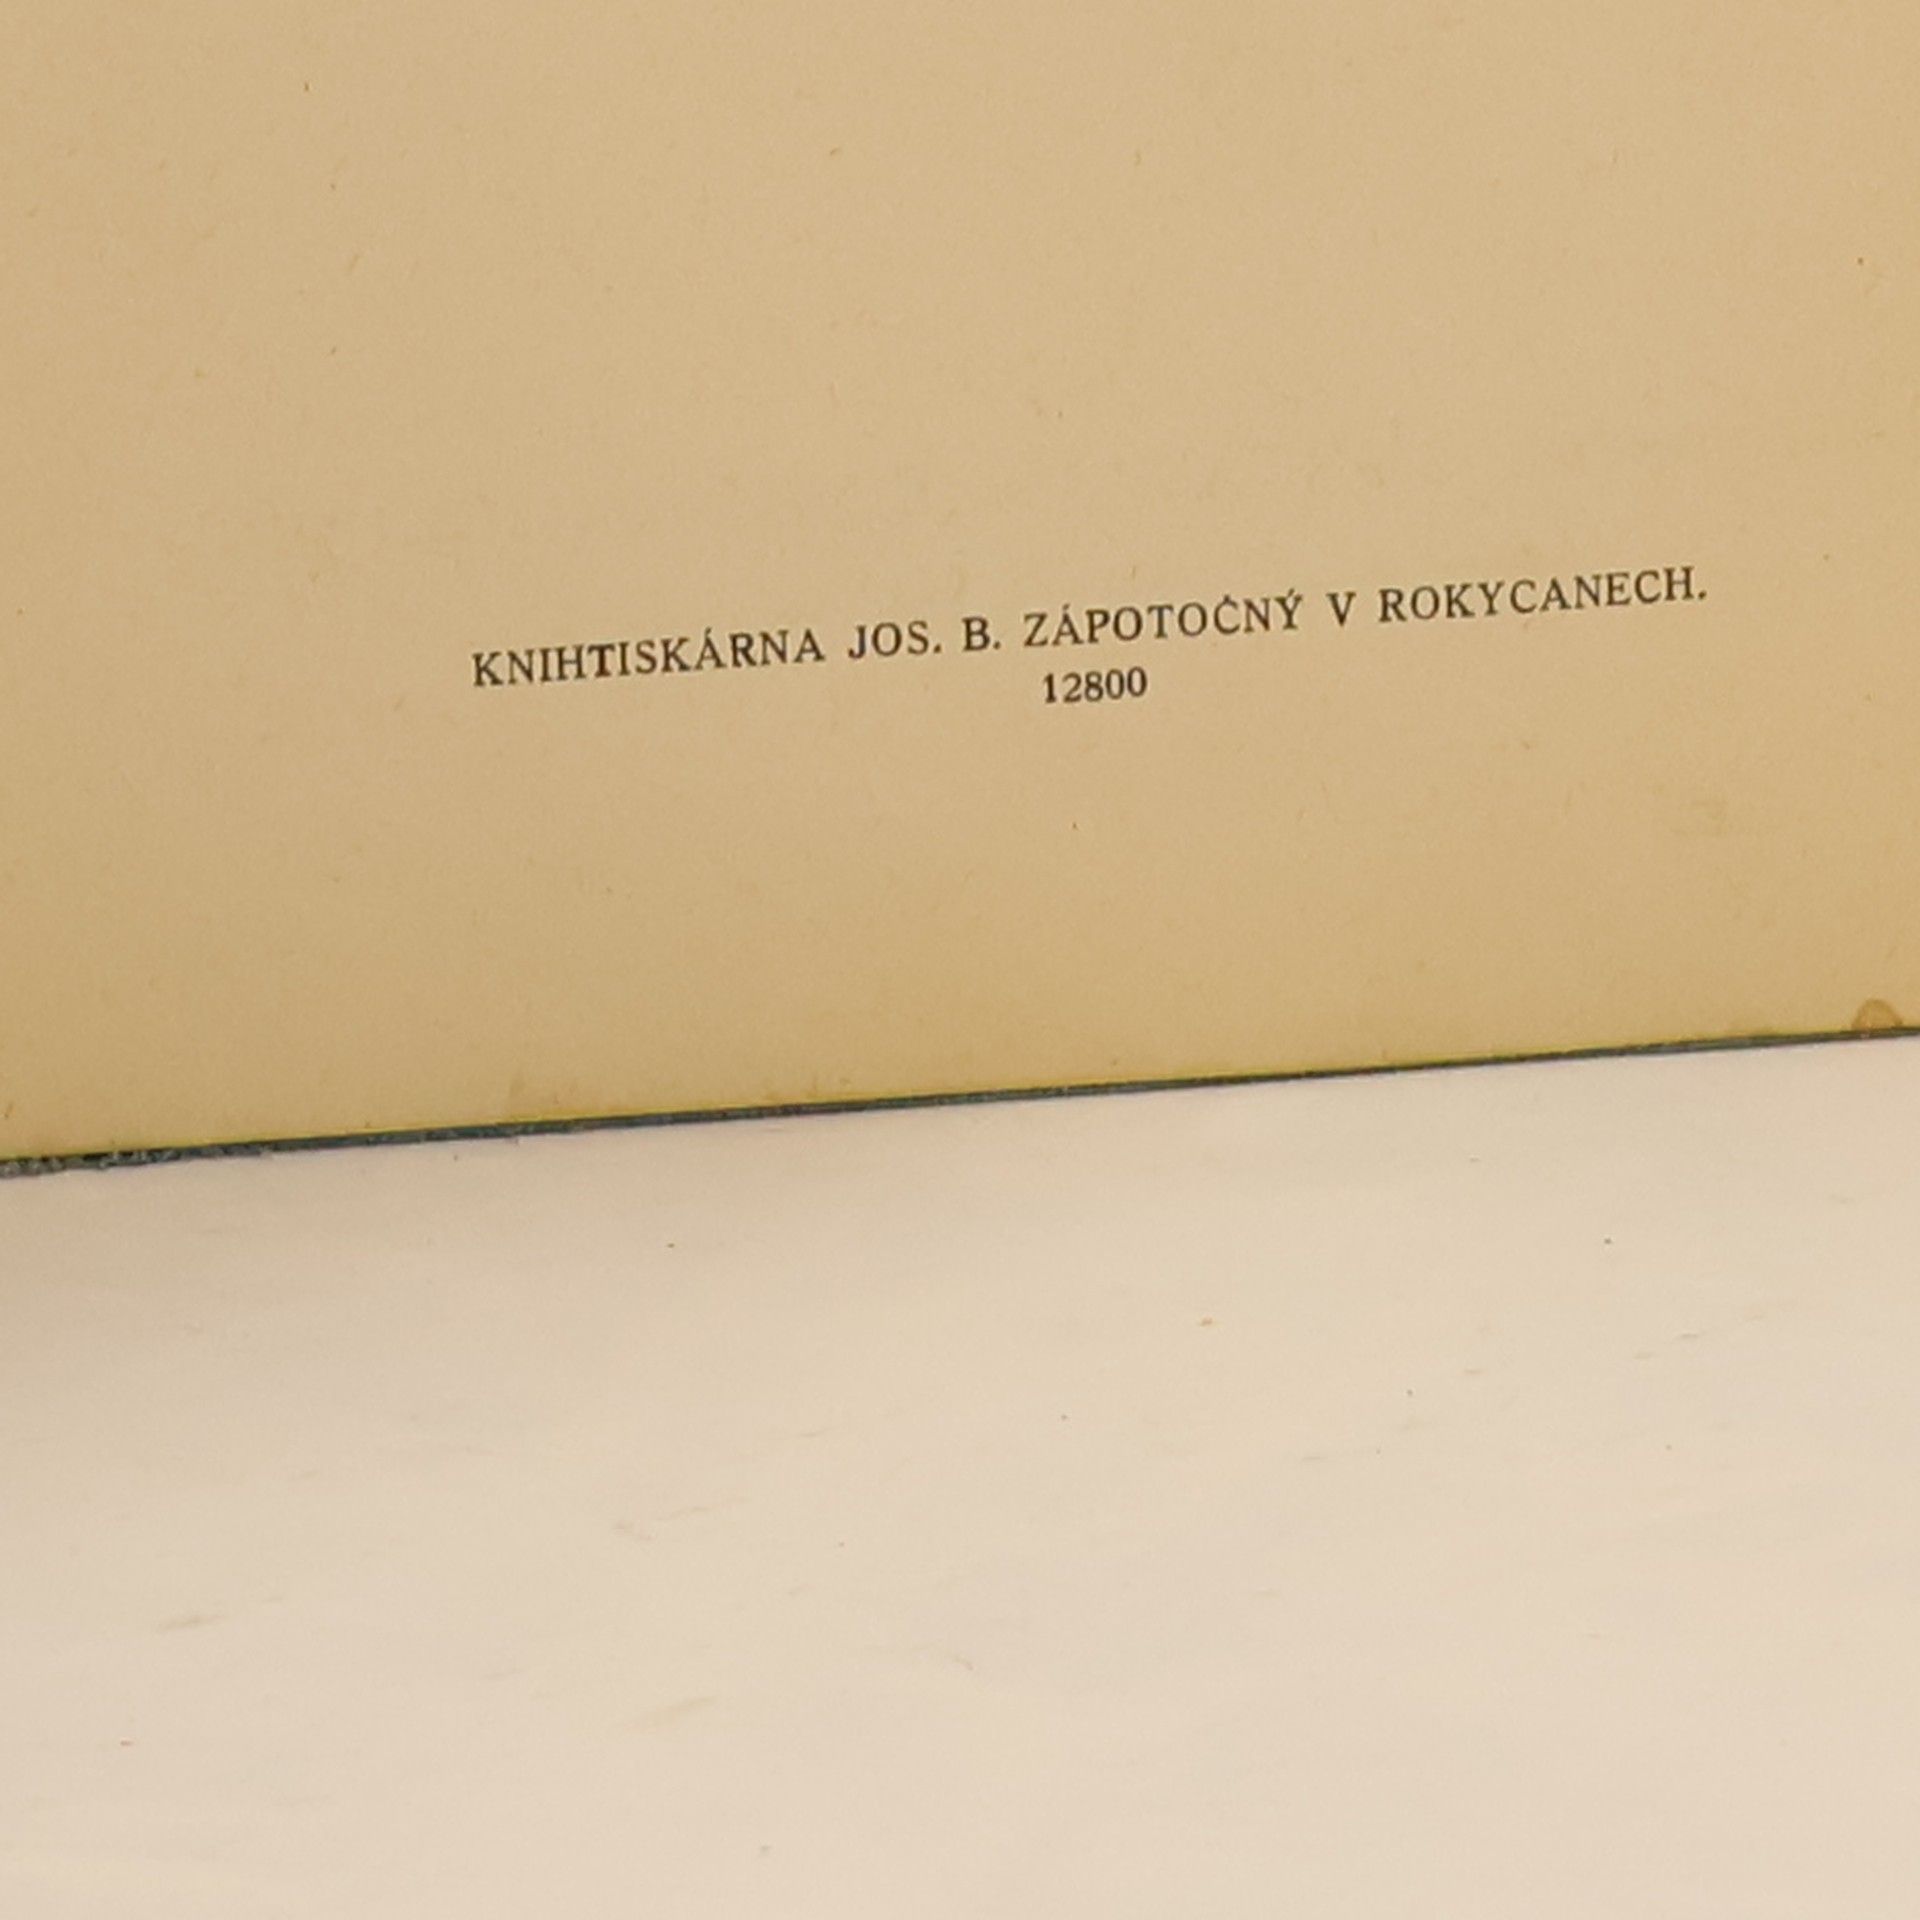 KNIHTISKÁRNA JOS. B. ZÁPOTOČNÝ V ROKYCANECH.
12800